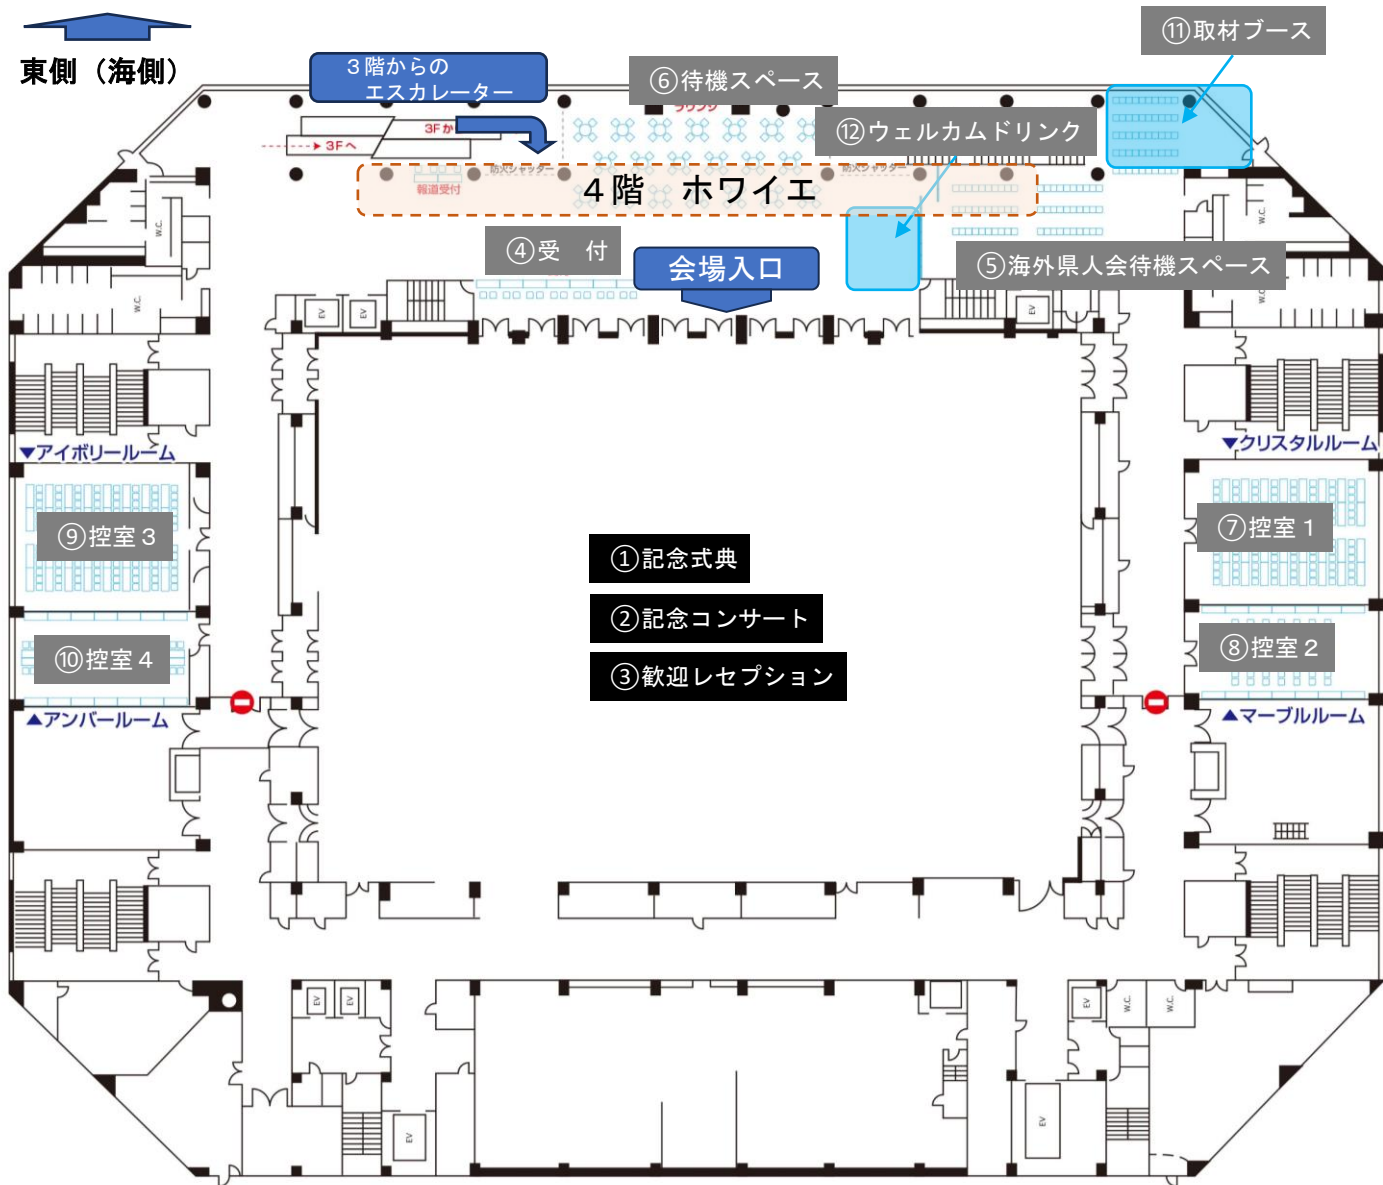 ⑪取材ブース
東側（海側）
３階からの
エスカレーター
⑥待機スペース
3Fか
3Fへ
⑫ウェルカムドリンク
防火シャッター
防火シャッター
報道受付
４階　ホワイエ
④受　付
会場入口
⑤海外県人会待機スペース
W.C.
W.C.
W.C.
EV
EV
EV
▼アイボリールーム
▼クリスタルルーム
⑨控室３
⑦控室１
①記念式典
②記念コンサート
⑩控室４
⑧控室２
③歓迎レセプション
▲アンバールーム
▲マーブルルーム
EV
EV
EV
W.C.
W.C.
EV
EV